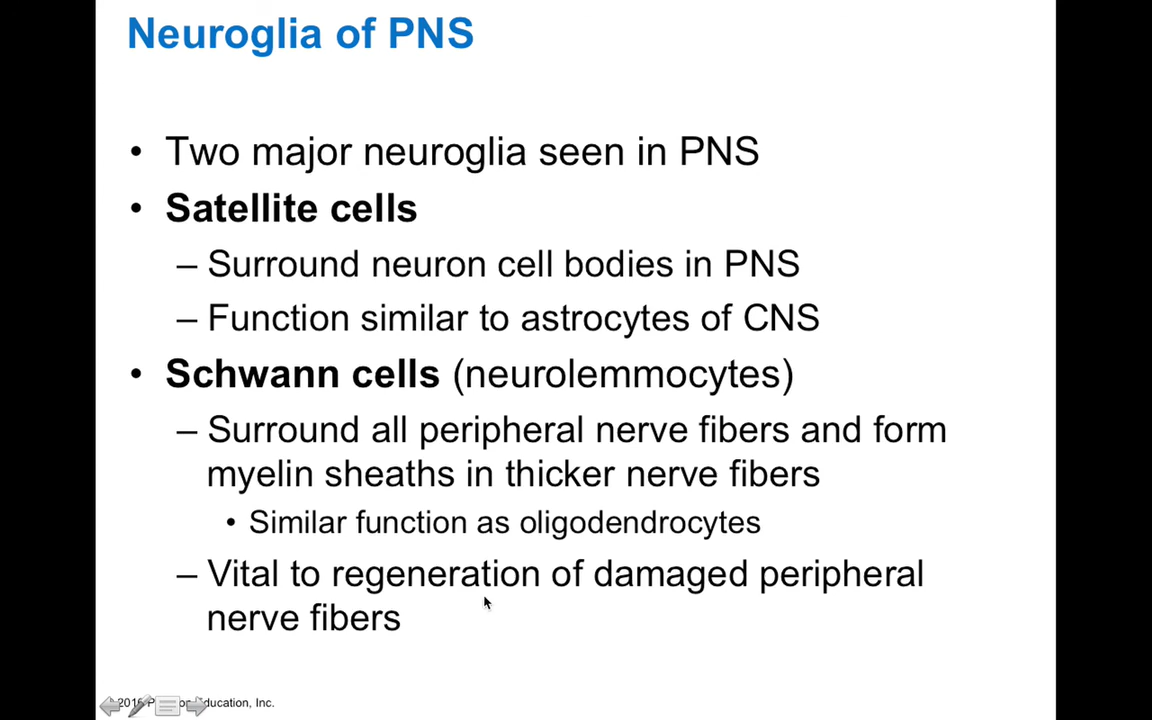 Neuroglia of PNS
• Two major neuroglia seen in PNS
• Satellite cells
– Surround neuron cell bodies in PNS
– Function similar to astrocytes of CNS
• Schwann cells (neurolemmocytes)
– Surround all peripheral nerve fibers and form
myelin sheaths in thicker nerve fibers
• Similar function as oligodendrocytes
– Vital to regeneration of damaged peripheral
nerve fibers
Education, Inc.